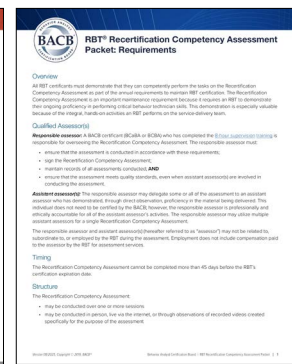 BACB
RBT® Recertification Competency Assessment
Packet: Requirements
Overview
All RBT certificants must demonstrate that they can competently perform the tasks on the Recertification
Competency Assessment as part of the annual requirements to maintain RBT certification. The Recertification
Competency Assessment is an important maintenance requirement because it requires an RBT to demonstrate
their ongoing proficiency in performing critical behavior technician skills. This demonstration is especially valuable
because of the integral, hands-on activities an RBT performs on the service-delivery team.
Qualified Assessor(s)
Responsible assessor: A BACB certificant (BCaBA or BCBA) who has completed the 8-hour supervision training is
responsible for overseeing the Recertification Competency Assessment. The responsible assessor must:
• ensure that the assessment is conducted in accordance with these requirements;
• sign the Recertification Competency Assessment;
• maintain records of all assessments conducted; AND
• ensure that the assessment meets quality standards, even when assistant assessor(s) are involved in
conducting the assessment.
Assistant assessor(s): The responsible assessor may delegate some or all of the assessment to an assistant
assessor who has demonstrated, through direct observation, proficiency in the material being delivered. This
individual does not need to be certified by the BACB; however, the responsible assessor is professionally and
ethically accountable for all of the assistant assessor's activities. The responsible assessor may utilize multiple
assistant assessors for a single Recertification Competency Assessment.
The responsible assessor and assistant assessor(s) (hereafter referred to as "assessor") may not be related to,
subordinate to, or employed by the RBT during the assessment. Employment does not include compensation paid
to the assessor by the RBT for assessment services.
Timing
The Recertification Competency Assessment cannot be completed more than 45 days before the RBT's
certification expiration date.
Structure
The Recertification Competency Assessment:
• may be conducted over one or more sessions
• may be conducted in person, live via the internet, or through observations of recorded videos created
specifically for the purpose of the assessment